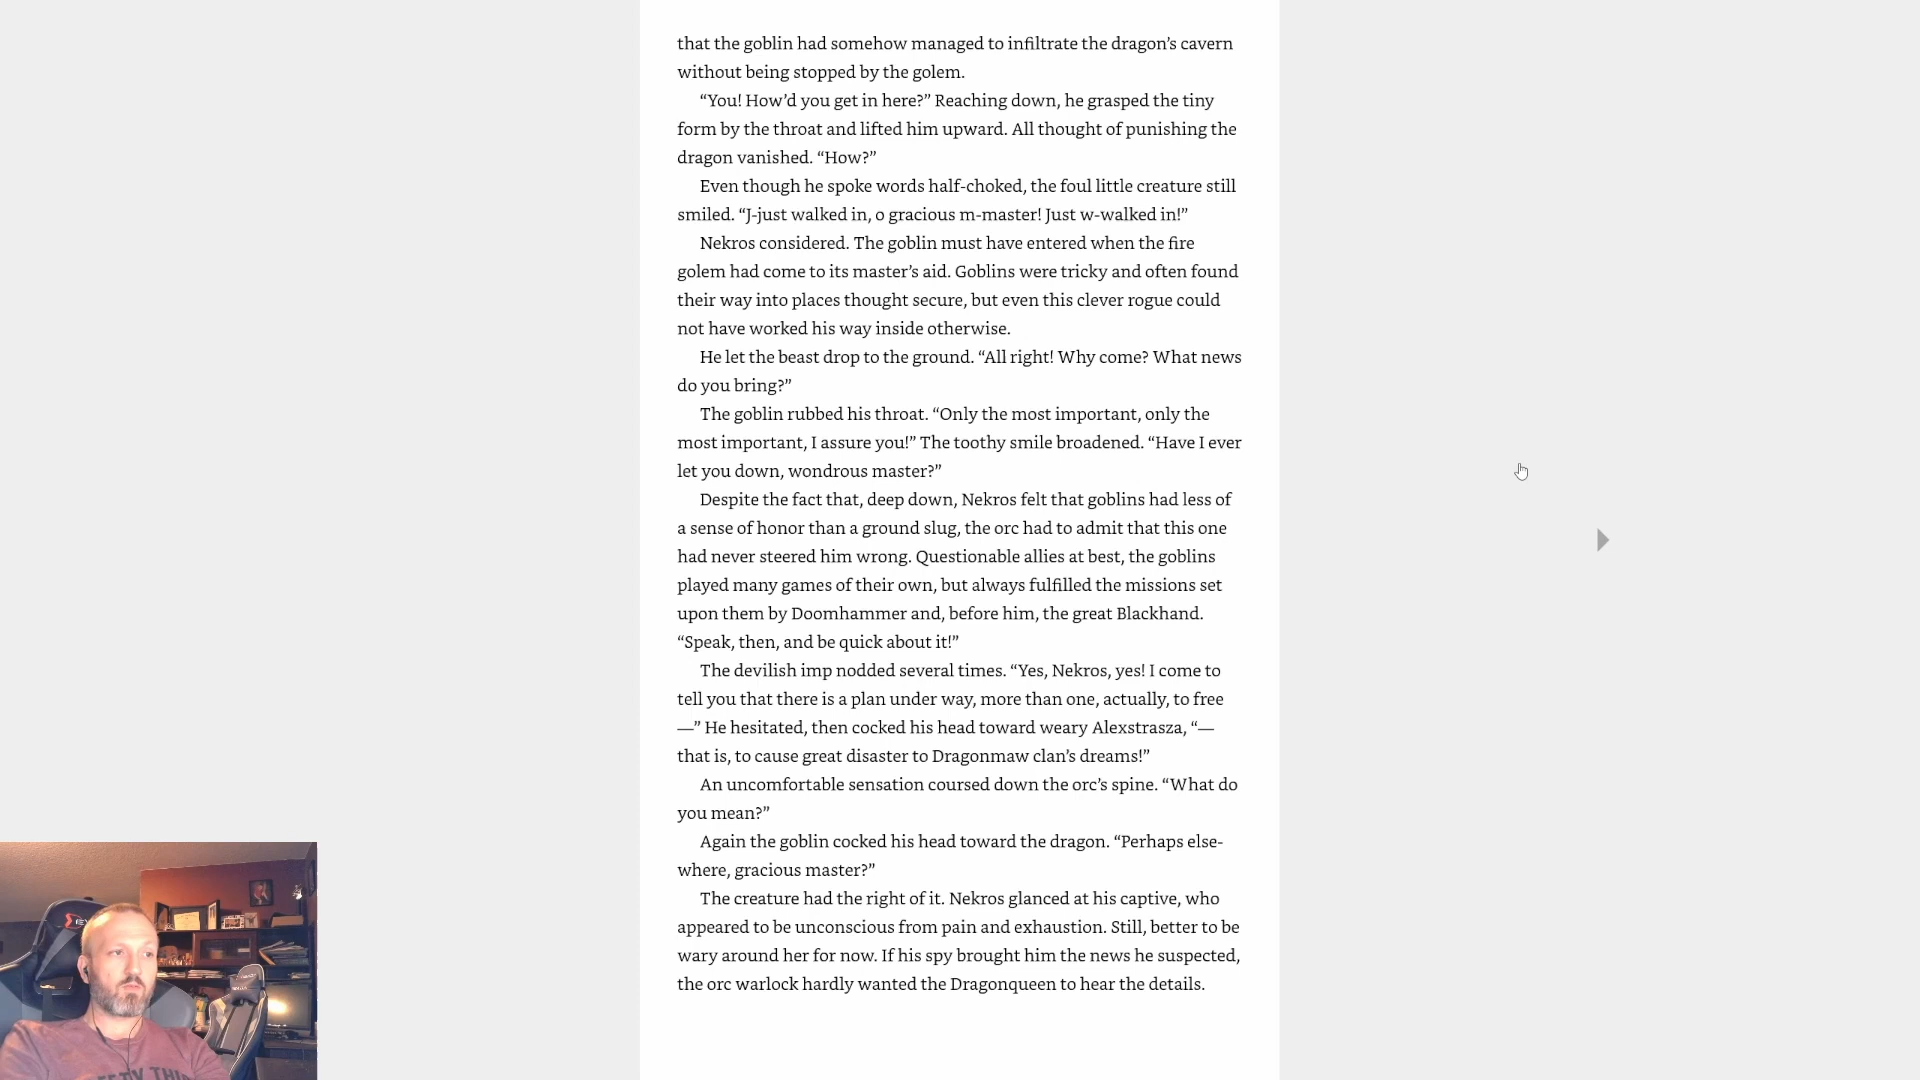 that the goblin had somehow managed to infiltrate the dragon’s cavern
without being stopped by the golem.
“You! How’d you get in here?” Reaching down, he grasped the tiny
form by the throat and lifted him upward. All thought of punishing the
dragon vanished. “How?”
Even though he spoke words half-choked, the foul little creature still
smiled. “J-just walked in, o gracious m-master! Just w-walked in!”
Nekros considered. The goblin must have entered when the fire
golem had come to its master’s aid. Goblins were tricky and often found
their way into places thought secure, but even this clever rogue could
not have worked his way inside otherwise.
He let the beast drop to the ground. “All right! Why come? What news
do you bring?”
The goblin rubbed his throat. “Only the most important, only the
most important, I assure you!” The toothy smile broadened. “Have I ever
let you down, wondrous master?”
Despite the fact that, deep down, Nekros felt that goblins had less of
a sense of honor than a ground slug, the orc had to admit that this one
had never steered him wrong. Questionable allies at best, the goblins
played many games of their own, but always fulfilled the missions set
upon them by Doomhammer and, before him, the great Blackhand.
“Speak, then, and be quick about it!”
The devilish imp nodded several times. “Yes, Nekros, yes! I come to
tell you that there is a plan under way, more than one, actually, to free
—” He hesitated, then cocked his head toward weary Alexstrasza, “—
that is, to cause great disaster to Dragonmaw clan’s dreams!”
An uncomfortable sensation coursed down the orc’s spine. “What do
you mean?”
Again the goblin cocked his head toward the dragon. “Perhaps else-
where, gracious master?”
The creature had the right of it. Nekros glanced at his captive, who
appeared to be unconscious from pain and exhaustion. Still, better to be
wary around her for now. If his spy brought him the news he suspected,
the orc warlock hardly wanted the Dragonqueen to hear the details.